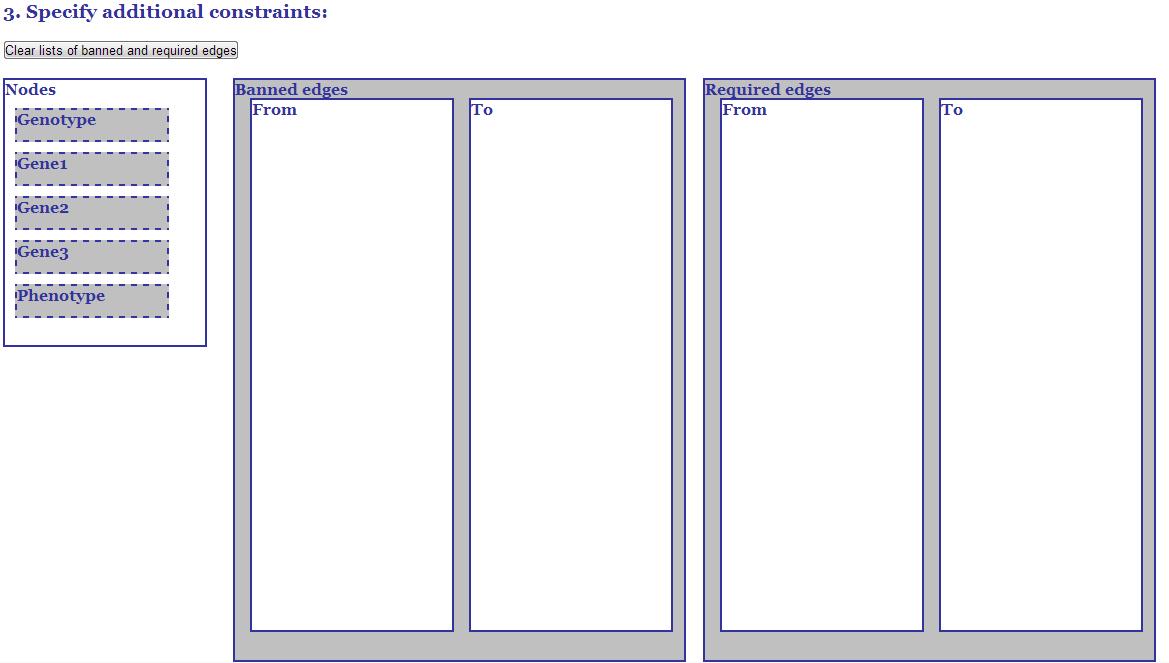 3. Specify additional constraints:
Clear lists of banned and required edges
Nodes
Genotype
Gene1
Gene2
Gene3
Phenotype
Banned edges
From
To
Required edges
From
To